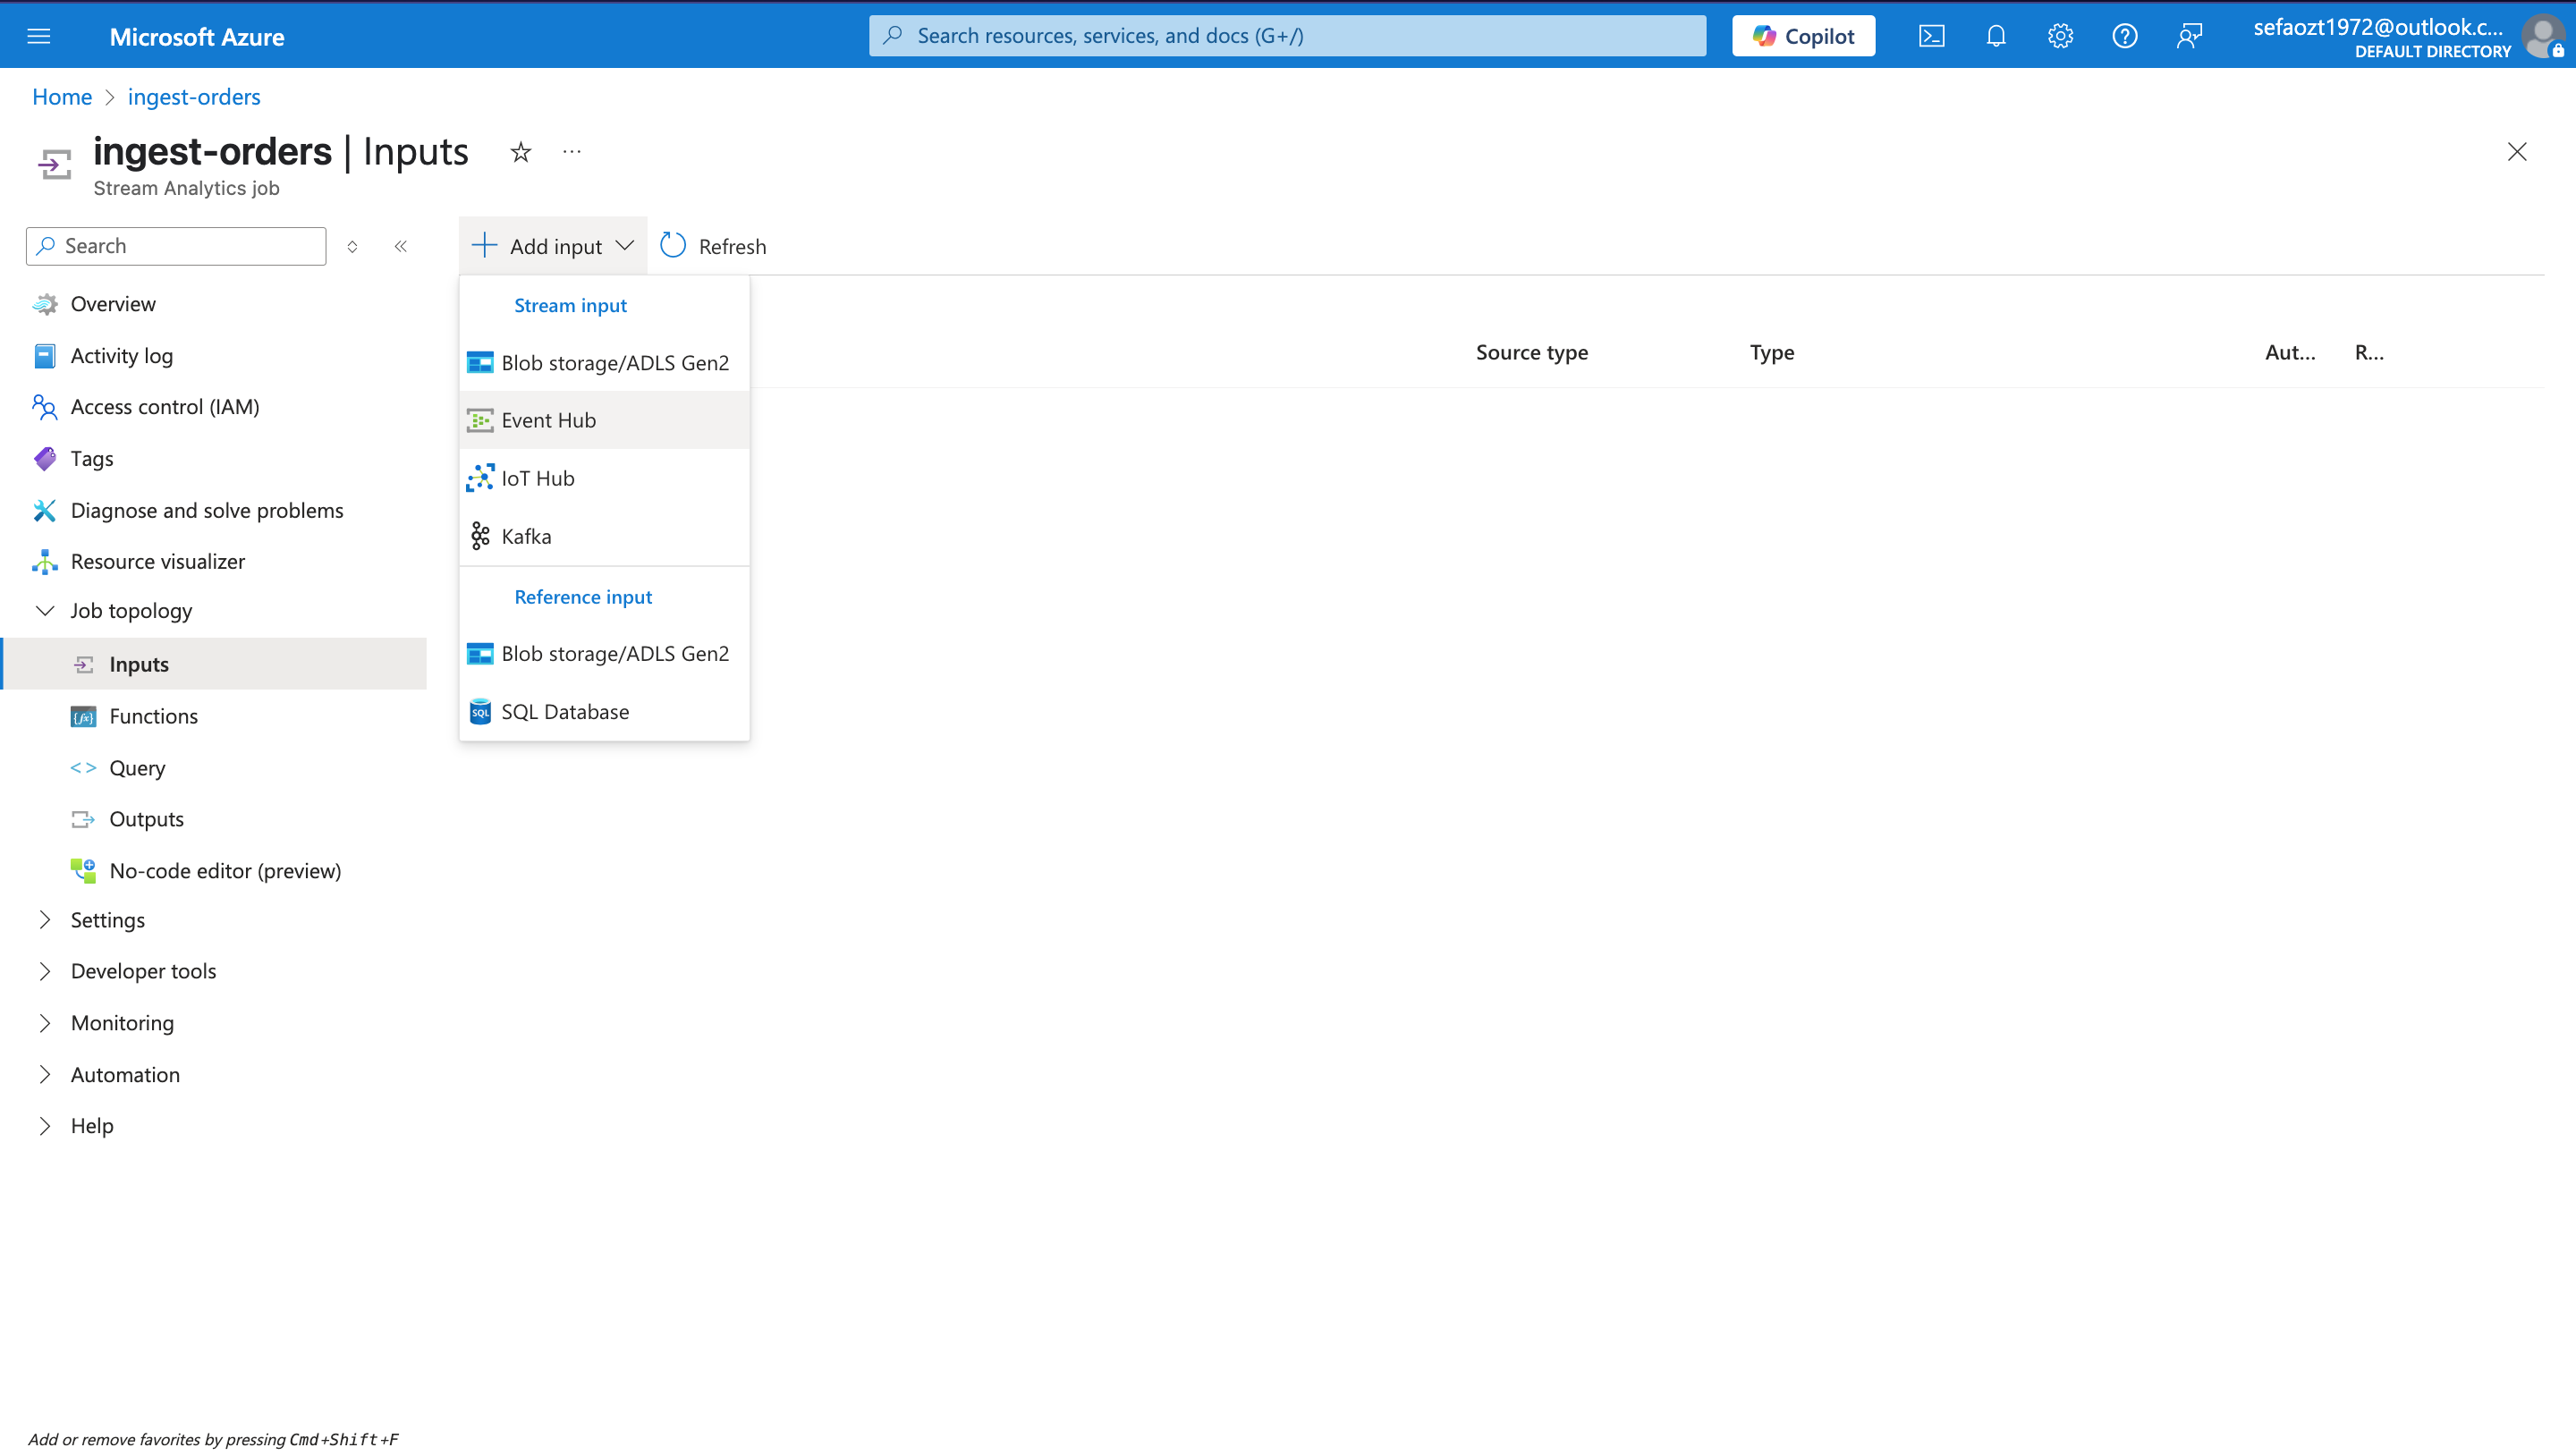 Microsoft Azure
Search resources, services, and docs (G+/)
Copilot
sefaozt1972@outlook.c...
DEFAULT DIRECTORY
Home > ingest-orders
ingest-orders | Inputs
Stream Analytics job
Search
Overview
Activity log
Access control (IAM)
Tags
Diagnose and solve problems
Resource visualizer
Job topology
Inputs
Functions
Query
Outputs
No-code editor (preview)
Settings
Developer tools
Monitoring
Automation
Help
Add or remove favorites by pressing Cmd+Shift+F
Add input
Refresh
Stream input
Blob storage/ADLS Gen2
Event Hub
IoT Hub
Kafka
Reference input
Blob storage/ADLS Gen2
SQL Database
SQL
Source type Type Aut... R...